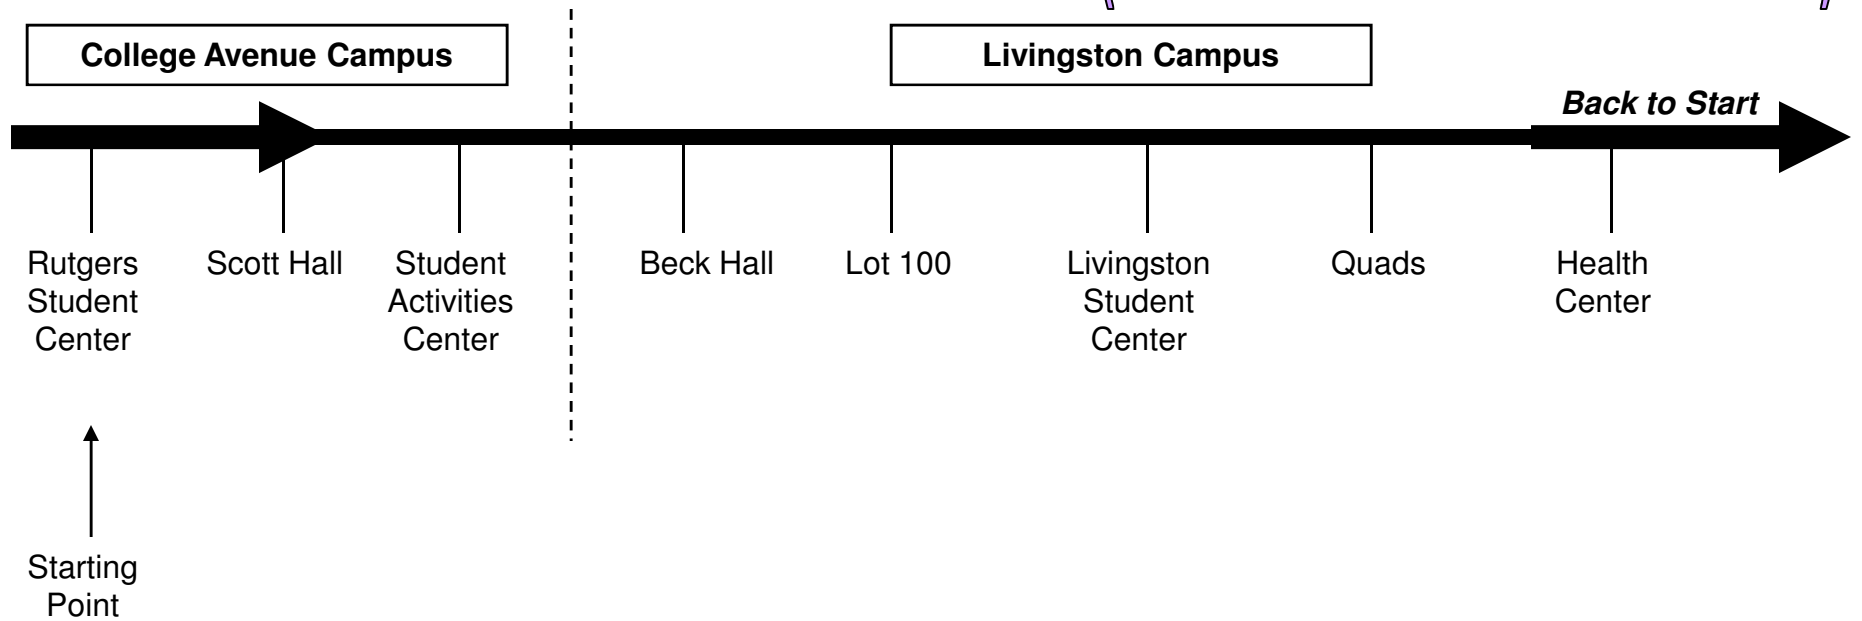 College Avenue Campus
Livingston Campus
Back to Start
Rutgers
Student
Center
Scott Hall
Student
Activities
Center
Beck Hall
Lot 100
Livingston
Student
Center
Quads
Health
Center
Starting
Point